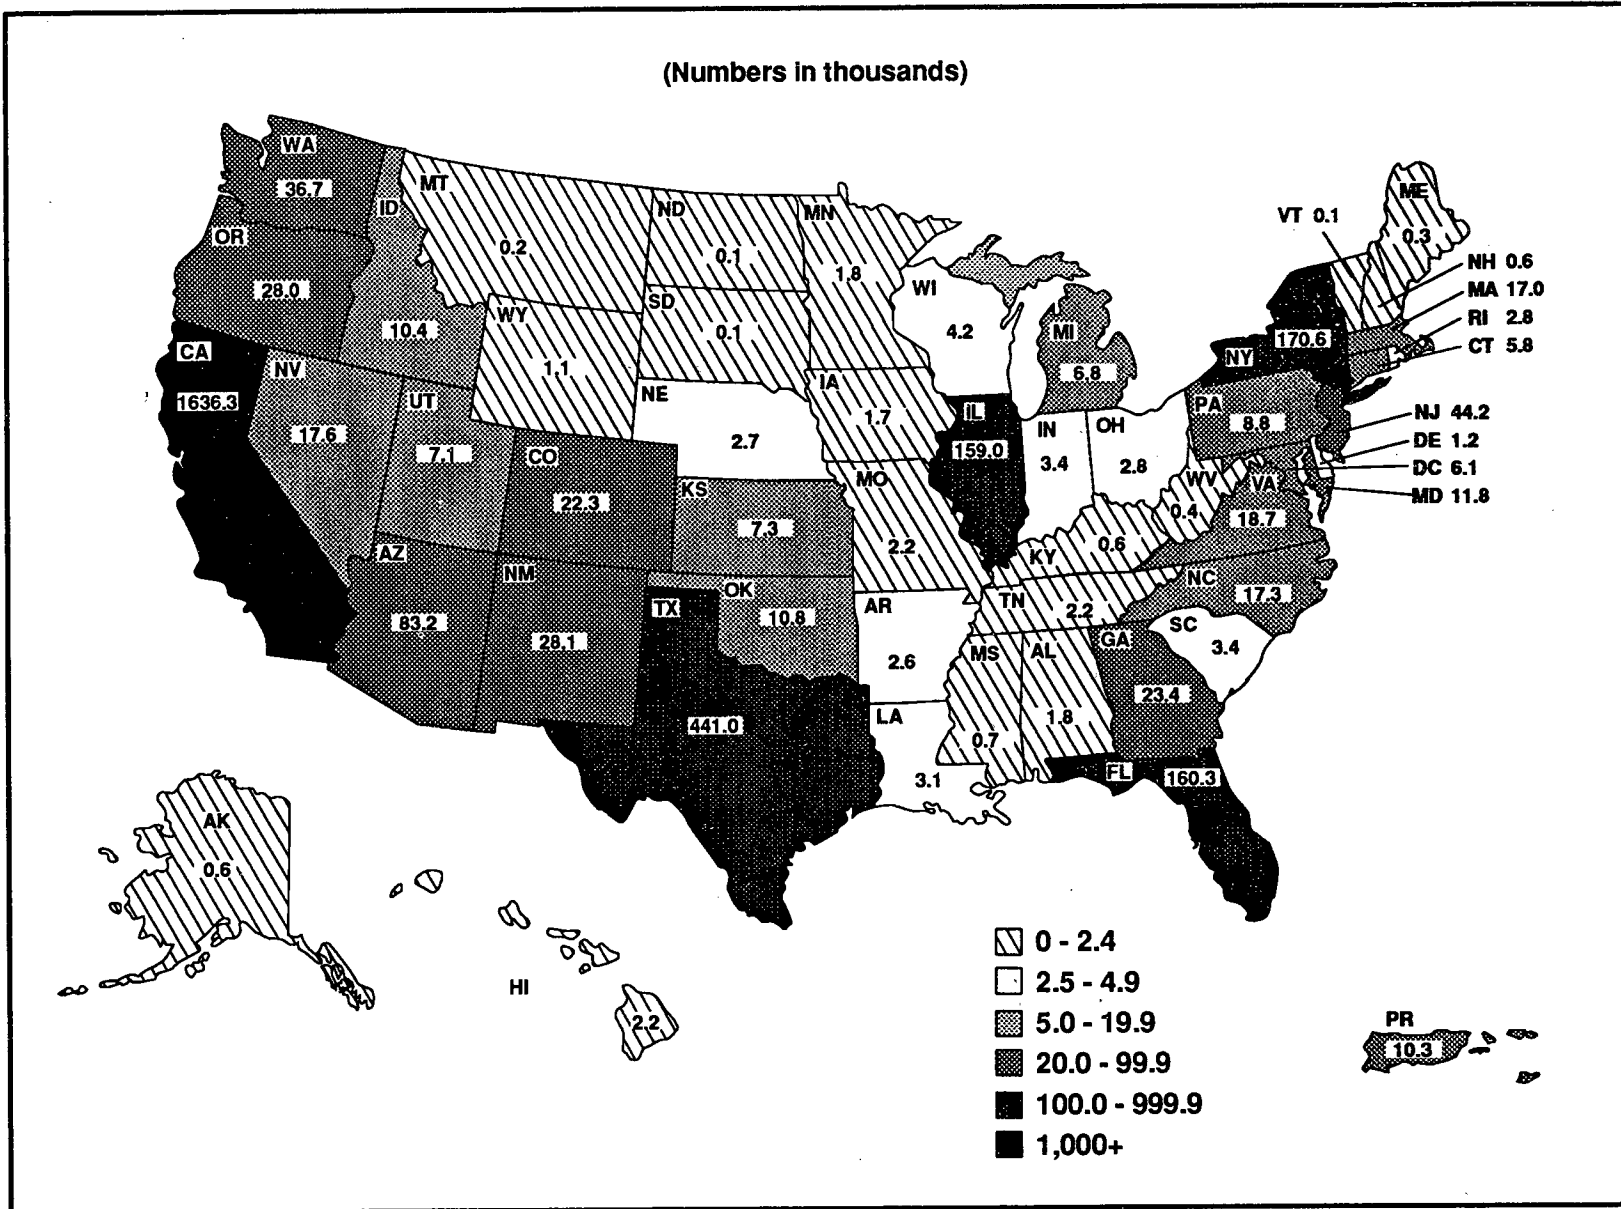 (Numbers in thousands)
WA
36.7
OR
28.0
CA
1636.3
NV
17.6
ID
10.4
UT
7.1
AZ
83.2
MT
0.2
WY
1.1
CO
22.3
NM
28.1
ND
0.1
SD
0.1
NE
2.7
KS
7.3
OK
10.8
TX
441.0
MN
1.8
IA
1.7
MO
2.2
AR
2.6
LA
3.1
WI
4.2
IL
159.0
MI
6.8
IN
3.4
OH
2.8
KY
0.6
TN
2.2
MS
0.7
AL
1.8
GA
23.4
FL
160.3
SC
3.4
NC
17.3
VA
18.7
WV
0.4
PA
8.8
NY
170.6
ME
0.3
VT 0.1
NH 0.6
MA 17.0
RI 2.8
CT 5.8
NJ 44.2
DE 1.2
DC 6.1
MD 11.8
AK
0.6
HI
2.2
PR
10.3
0 - 2.4
2.5 - 4.9
5.0 - 19.9
20.0 - 99.9
100.0 - 999.9
1,000+